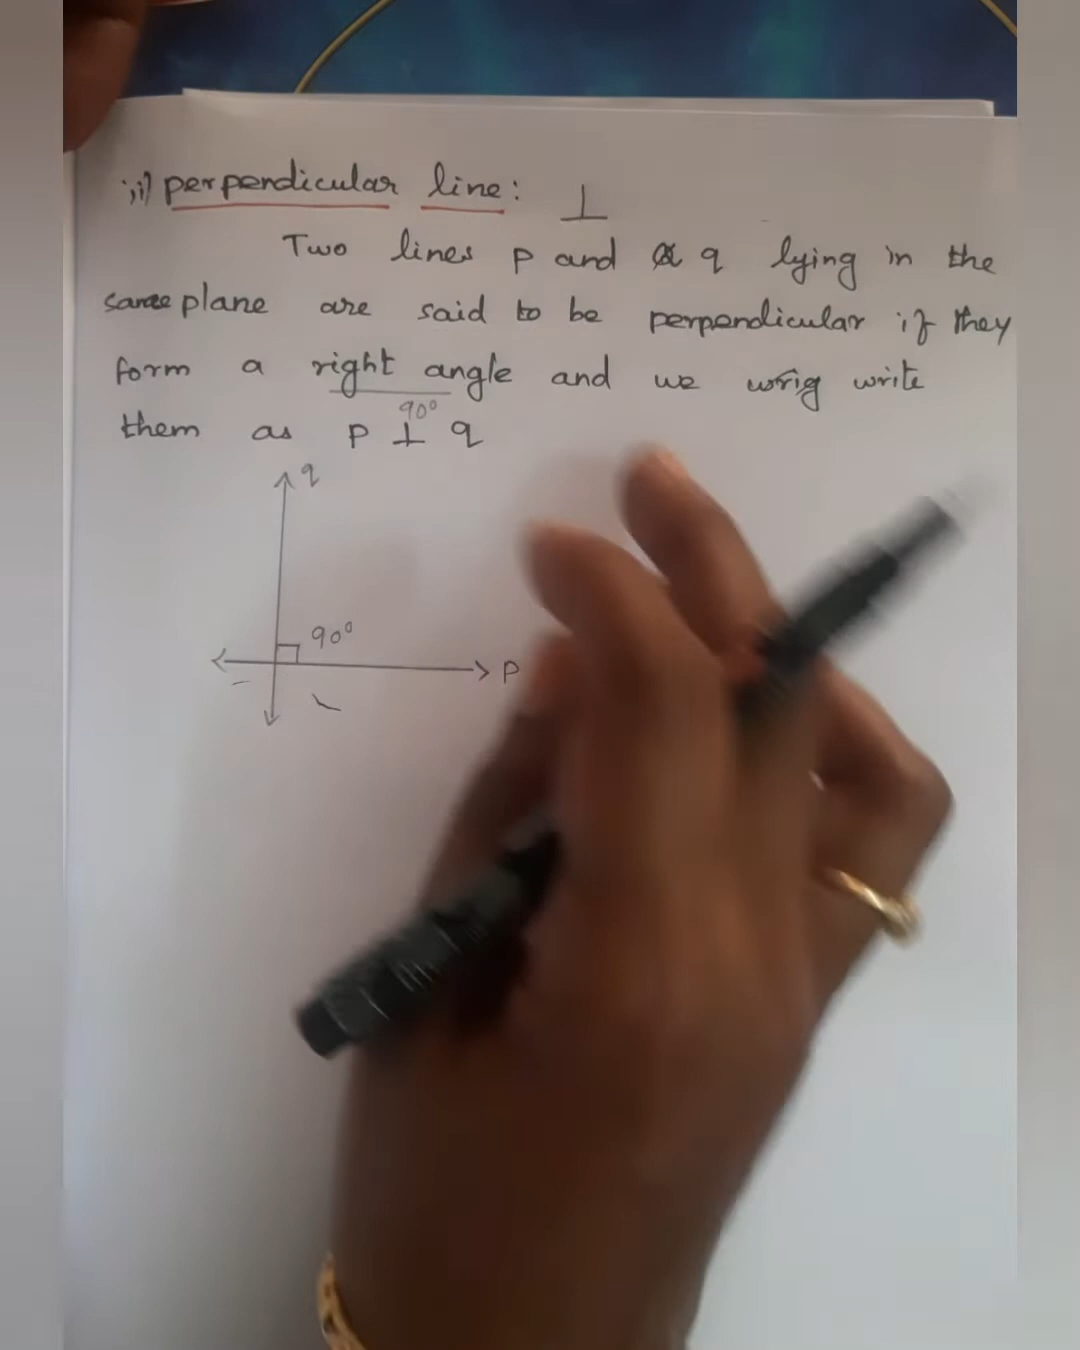 ii) perpendicular line: ⊥
Two lines p and q lying in the
same plane are said to be perpendicular if they
form a right angle and we wrig write
90°
them as p ⊥ q
q
90°
p